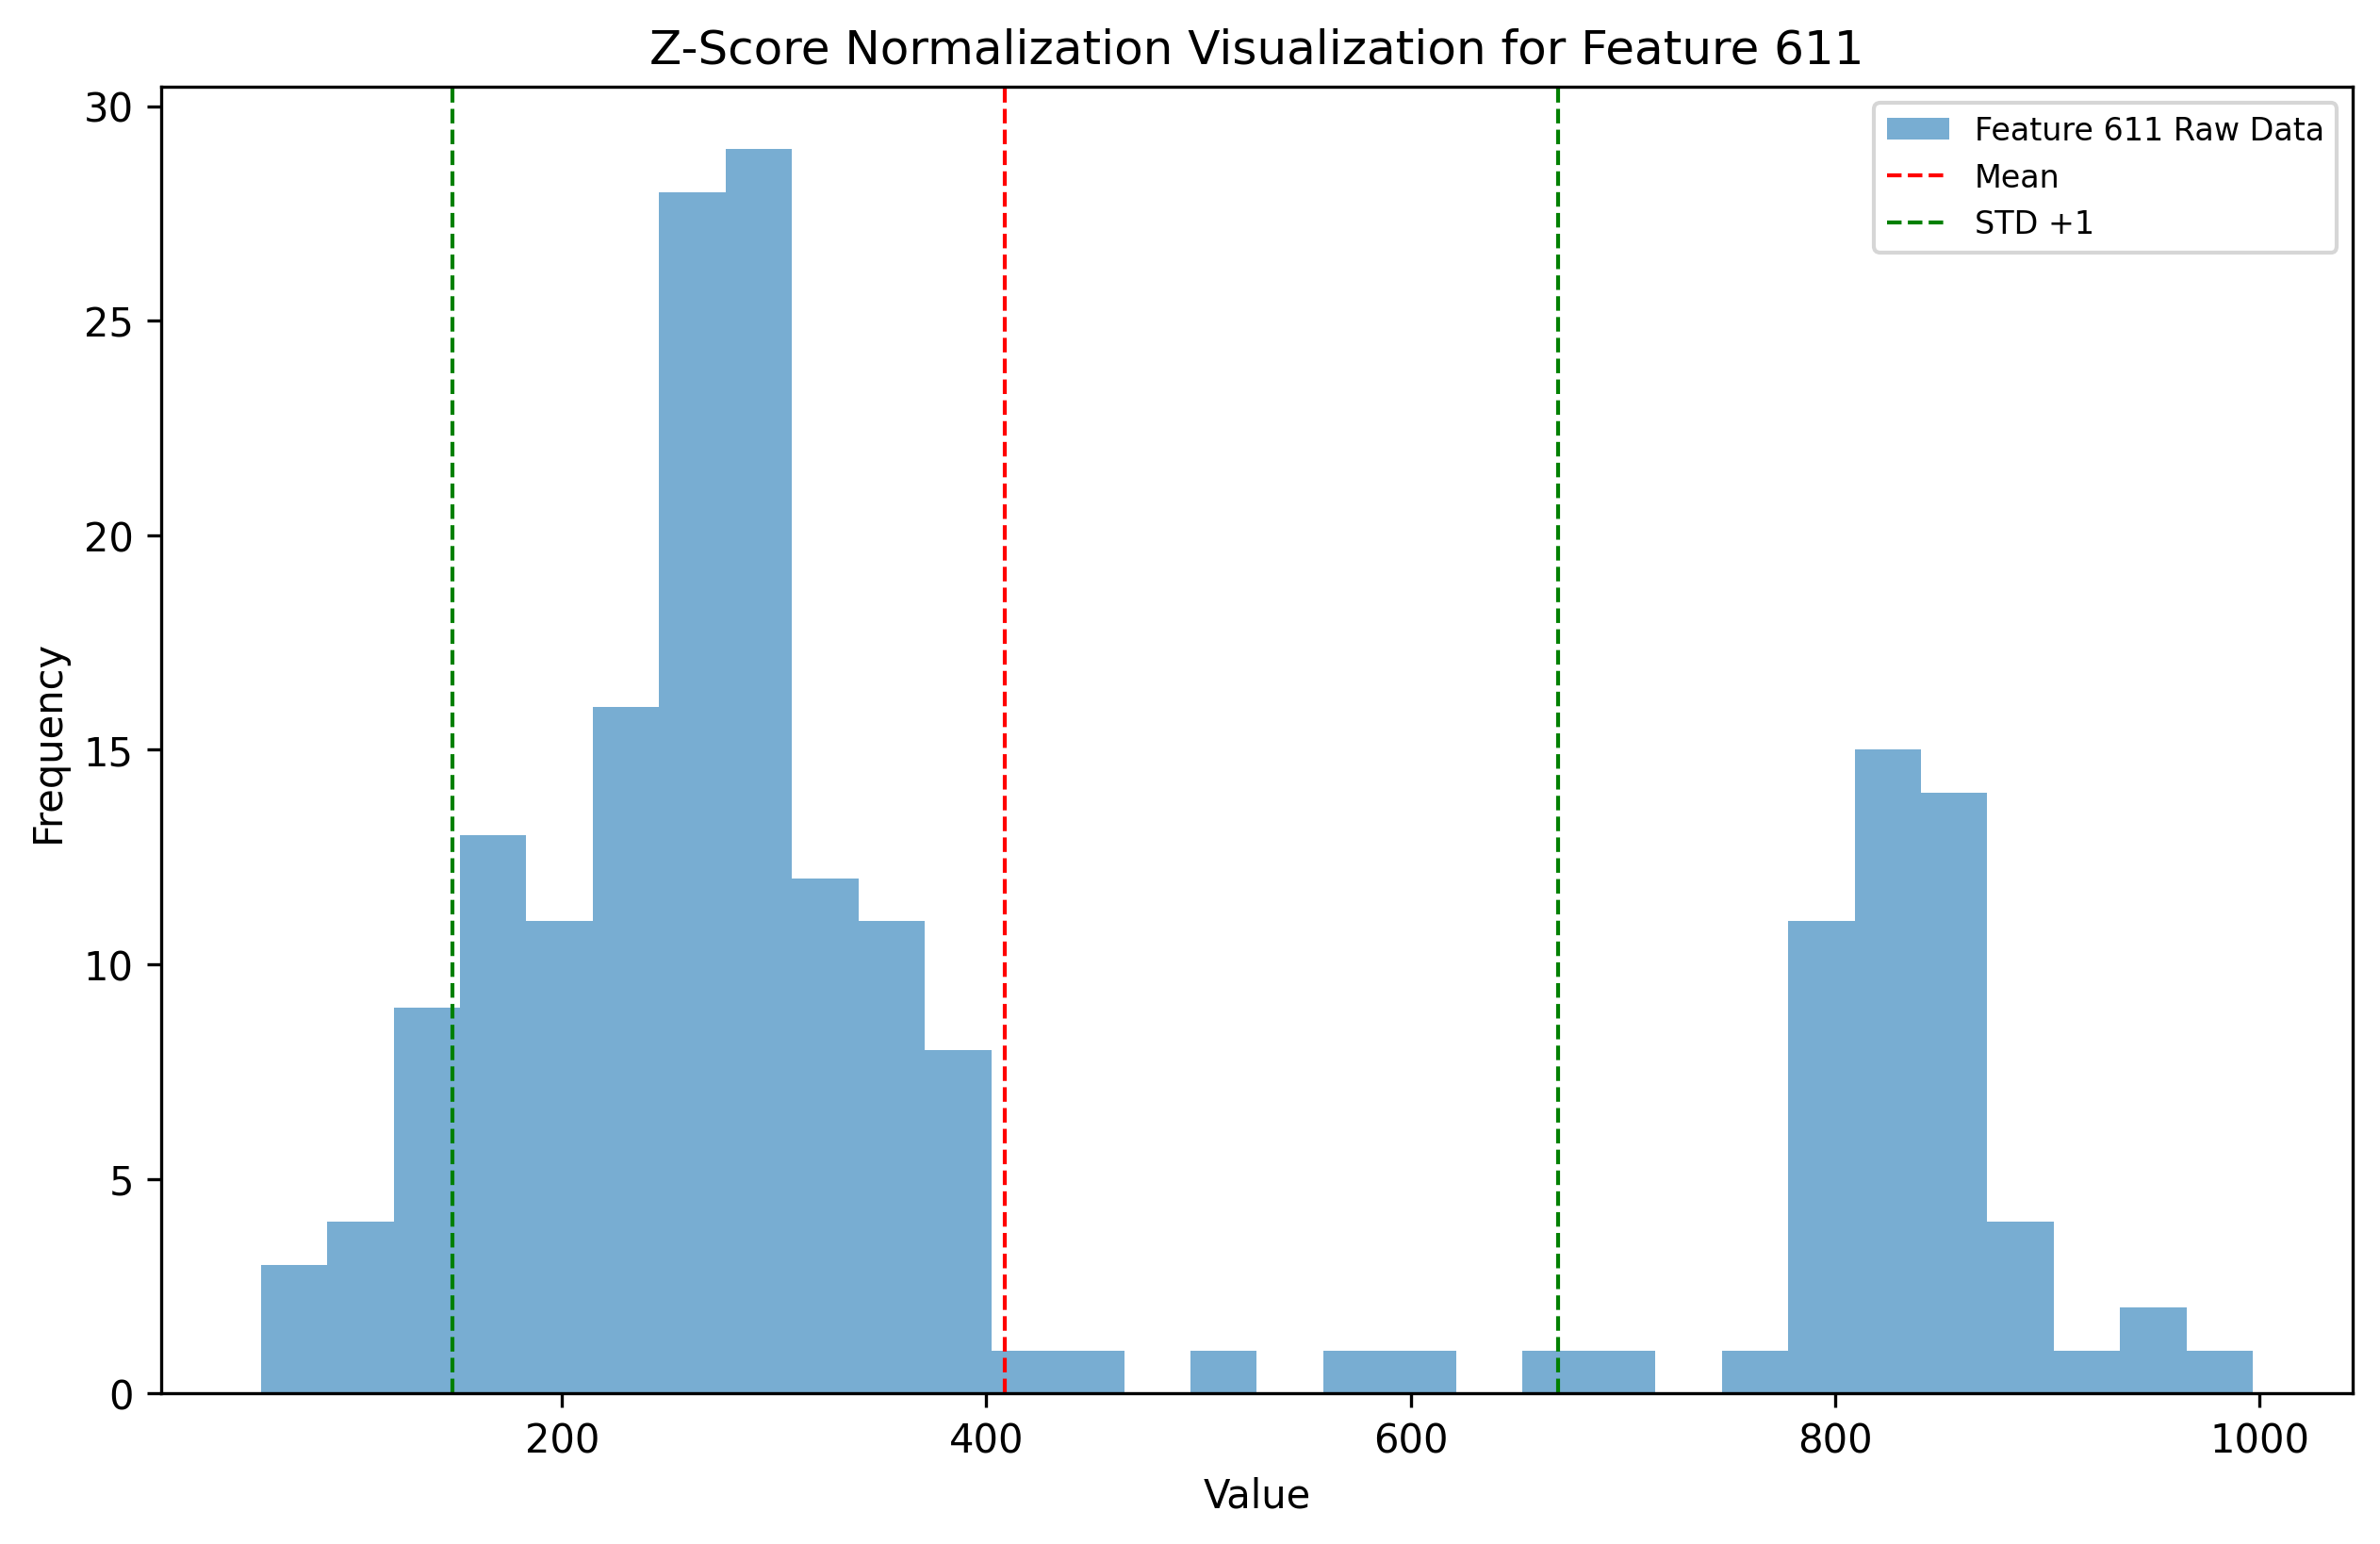 Z-Score Normalization Visualization for Feature 611
Feature 611 Raw Data
Mean
STD +1
30
25
20
15
10
5
0
Frequency
200 400 600 800 1000
Value